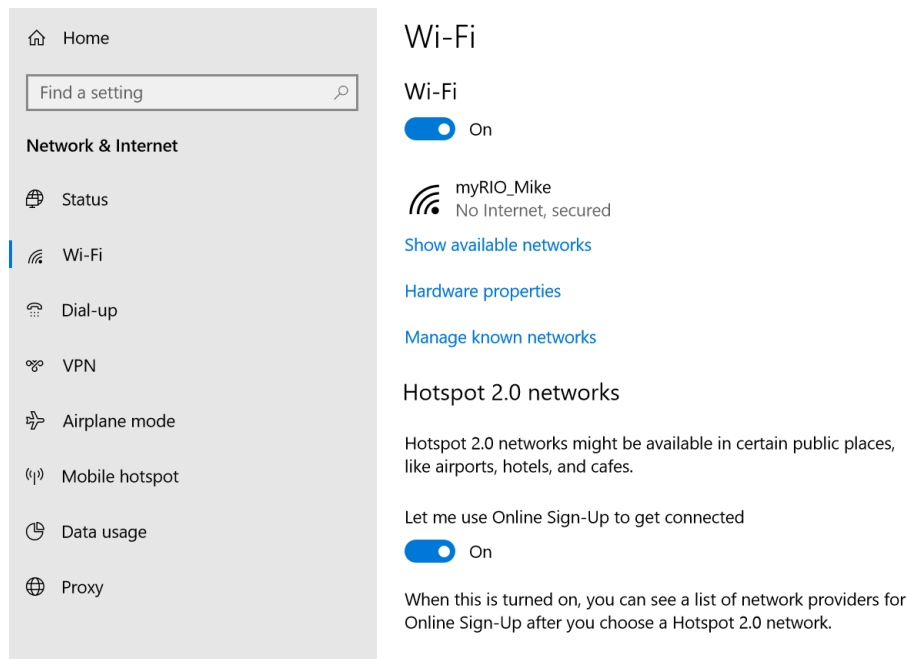 Home
Find a setting
Network & Internet
Status
Wi-Fi
Dial-up
VPN
Airplane mode
Mobile hotspot
Data usage
Proxy
Wi-Fi
Wi-Fi
On
myRIO_Mike
No Internet, secured
Show available networks
Hardware properties
Manage known networks
Hotspot 2.0 networks
Hotspot 2.0 networks might be available in certain public places,
like airports, hotels, and cafes.
Let me use Online Sign-Up to get connected
On
When this is turned on, you can see a list of network providers for
Online Sign-Up after you choose a Hotspot 2.0 network.